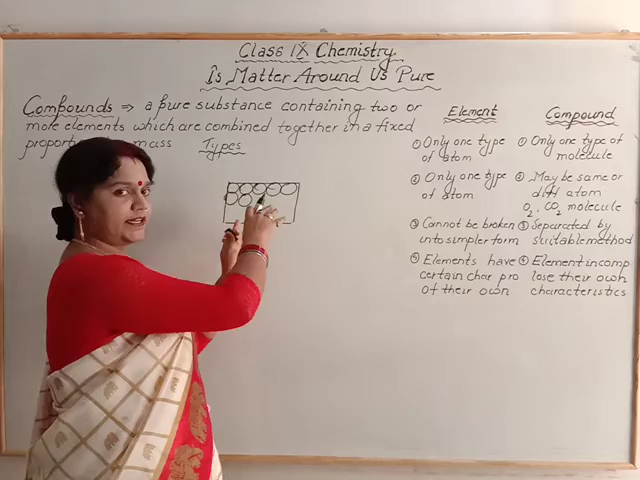 Class IX Chemistry
Is Matter Around Us Pure
Compounds ⇒ a pure substance containing two or
more elements which are combined together in a fixed
mass
Types
Element
① Only one type
of atom
② Only one type
of atom
③ Cannot be broken
into simpler form
⑤ Elements have
certain char pro
of their own
Compound
① Only one type of
molecule
② May be same or
diff atom
O₂, CO₂ molecule
③ Separated by
suitable method
④ Element in comp
lose their own
characteristics